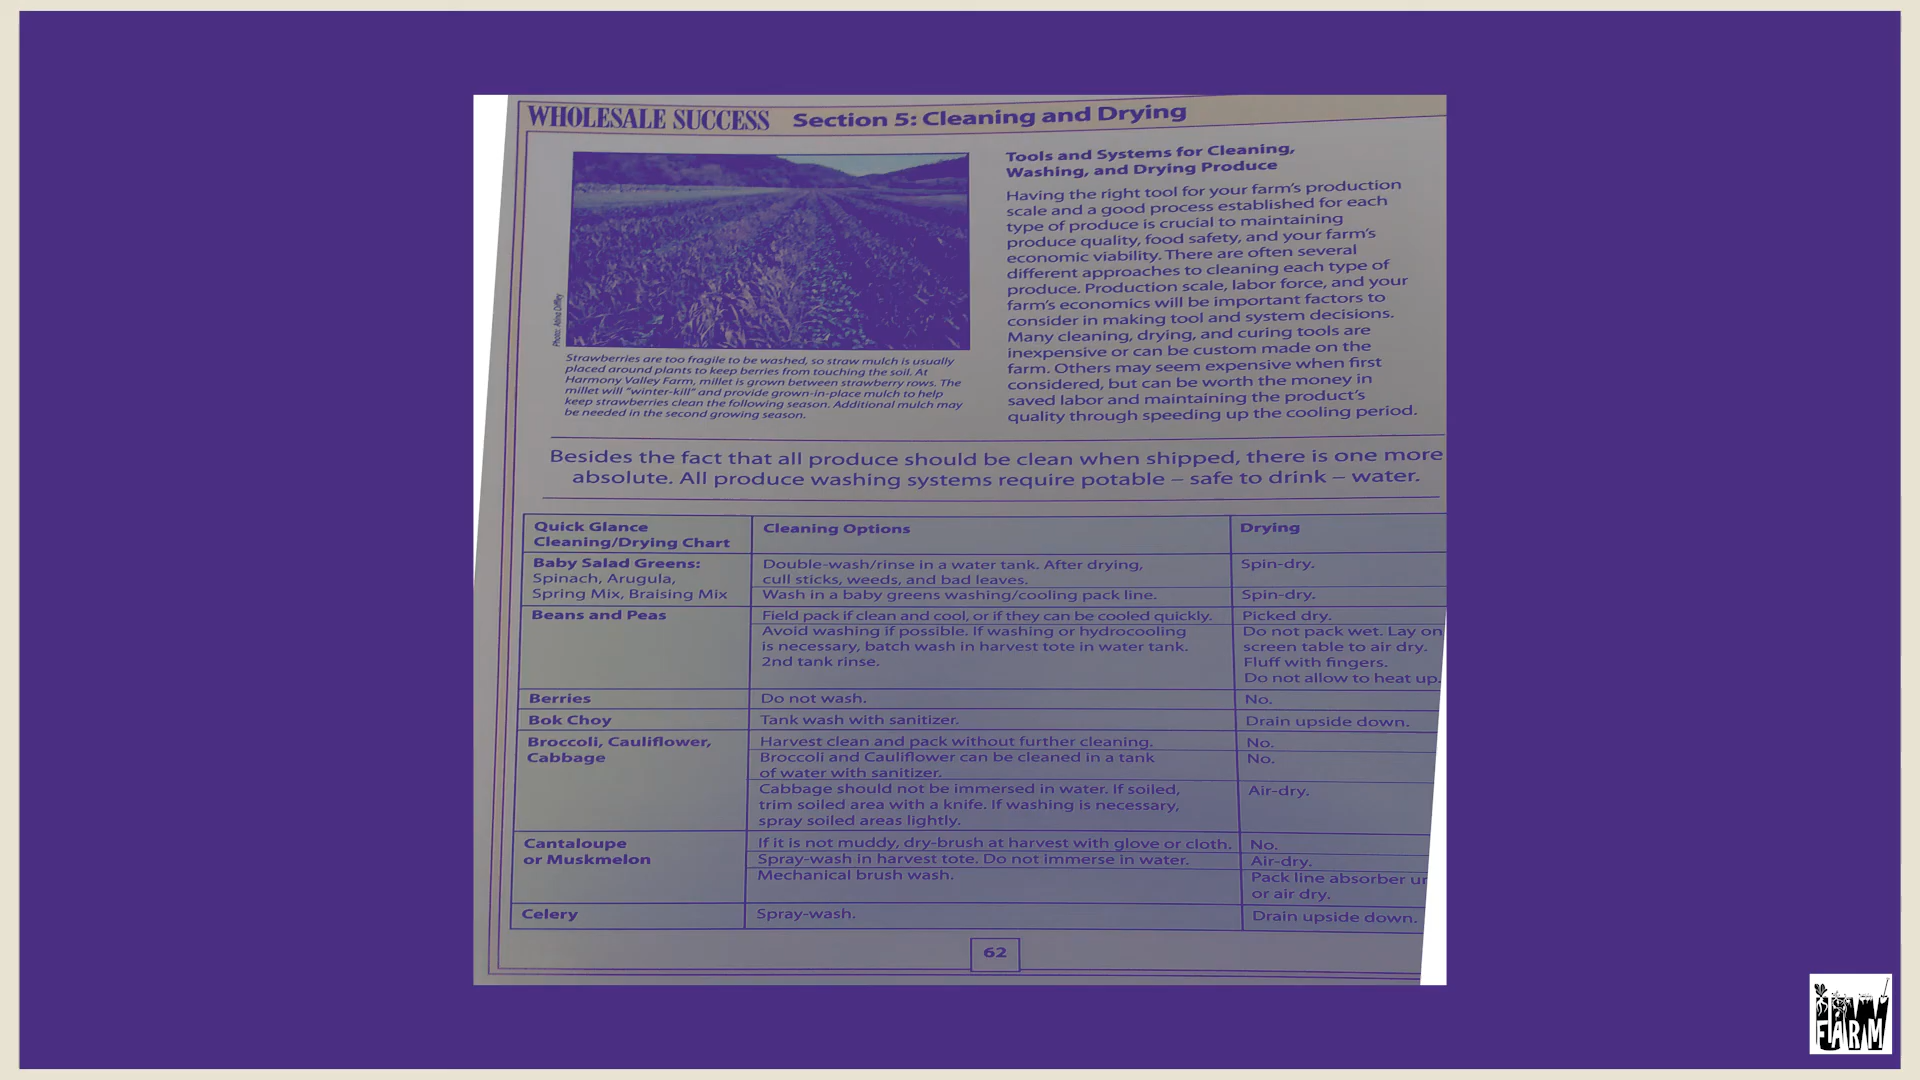 WHOLESALE SUCCESS Section 5: Cleaning and Drying
Photo: Atina Diffley
Strawberries are too fragile to be washed, so straw mulch is usually
placed around plants to keep berries from touching the soil. At
Harmony Valley Farm, millet is grown between strawberry rows. The
millet will "winter-kill" and provide grown-in-place mulch to help
keep strawberries clean the following season. Additional mulch may
be needed in the second growing season.
Tools and Systems for Cleaning,
Washing, and Drying Produce
Having the right tool for your farm's production
scale and a good process established for each
type of produce is crucial to maintaining
produce quality, food safety, and your farm's
economic viability. There are often several
different approaches to cleaning each type of
produce. Production scale, labor force, and your
farm's economics will be important factors to
consider in making tool and system decisions.
Many cleaning, drying, and curing tools are
inexpensive or can be custom made on the
farm. Others may seem expensive when first
considered, but can be worth the money in
saved labor and maintaining the product's
quality through speeding up the cooling period.
Besides the fact that all produce should be clean when shipped, there is one more
absolute. All produce washing systems require potable – safe to drink – water.
Quick Glance
Cleaning/Drying Chart
Cleaning Options
Drying
Baby Salad Greens:
Spinach, Arugula,
Spring Mix, Braising Mix
Double-wash/rinse in a water tank. After drying,
cull sticks, weeds, and bad leaves.
Spin-dry.
Wash in a baby greens washing/cooling pack line.
Spin-dry.
Beans and Peas
Field pack if clean and cool, or if they can be cooled quickly.
Picked dry.
Avoid washing if possible. If washing or hydrocooling
is necessary, batch wash in harvest tote in water tank.
2nd tank rinse.
Do not pack wet. Lay on
screen table to air dry.
Fluff with fingers.
Do not allow to heat up.
Berries
Do not wash.
No.
Bok Choy
Tank wash with sanitizer.
Drain upside down.
Broccoli, Cauliflower,
Cabbage
Harvest clean and pack without further cleaning.
No.
Broccoli and Cauliflower can be cleaned in a tank
of water with sanitizer.
No.
Cabbage should not be immersed in water. If soiled,
trim soiled area with a knife. If washing is necessary,
spray soiled areas lightly.
Air-dry.
Cantaloupe
or Muskmelon
If it is not muddy, dry-brush at harvest with glove or cloth.
No.
Spray-wash in harvest tote. Do not immerse in water.
Air-dry.
Mechanical brush wash.
Pack line absorber
or air dry.
Celery
Spray-wash.
Drain upside down.
62
FARM